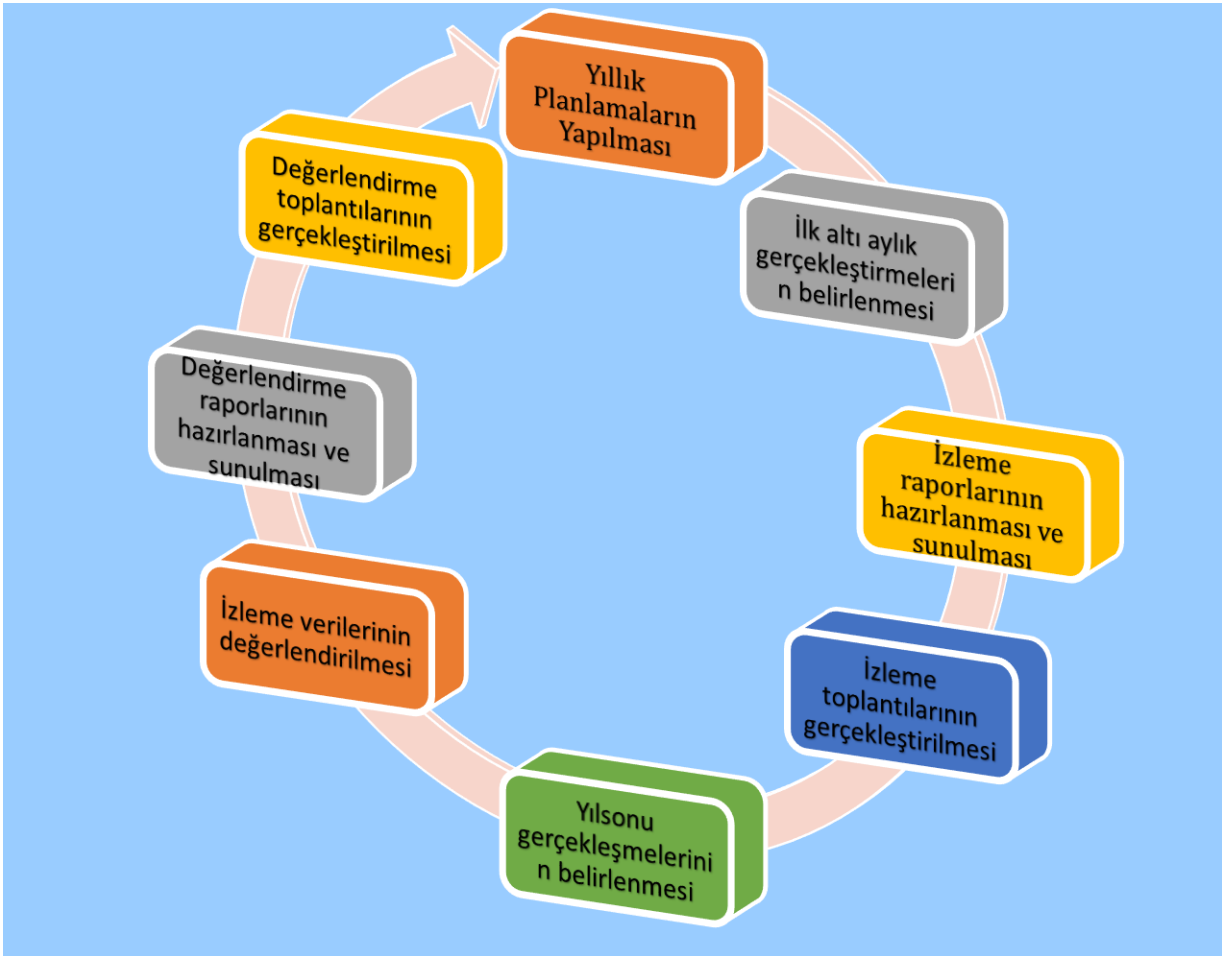 Yıllık
Planlamaların
Yapılması
İlk altı aylık
gerçekleştirmeleri
n belirlenmesi
İzleme
raporlarının
hazırlanması ve
sunulması
İzleme
toplantılarının
gerçekleştirilmesi
Yılsonu
gerçekleşmelerini
n belirlenmesi
İzleme verilerinin
değerlendirilmesi
Değerlendirme
raporlarının
hazırlanması ve
sunulması
Değerlendirme
toplantılarının
gerçekleştirilmesi